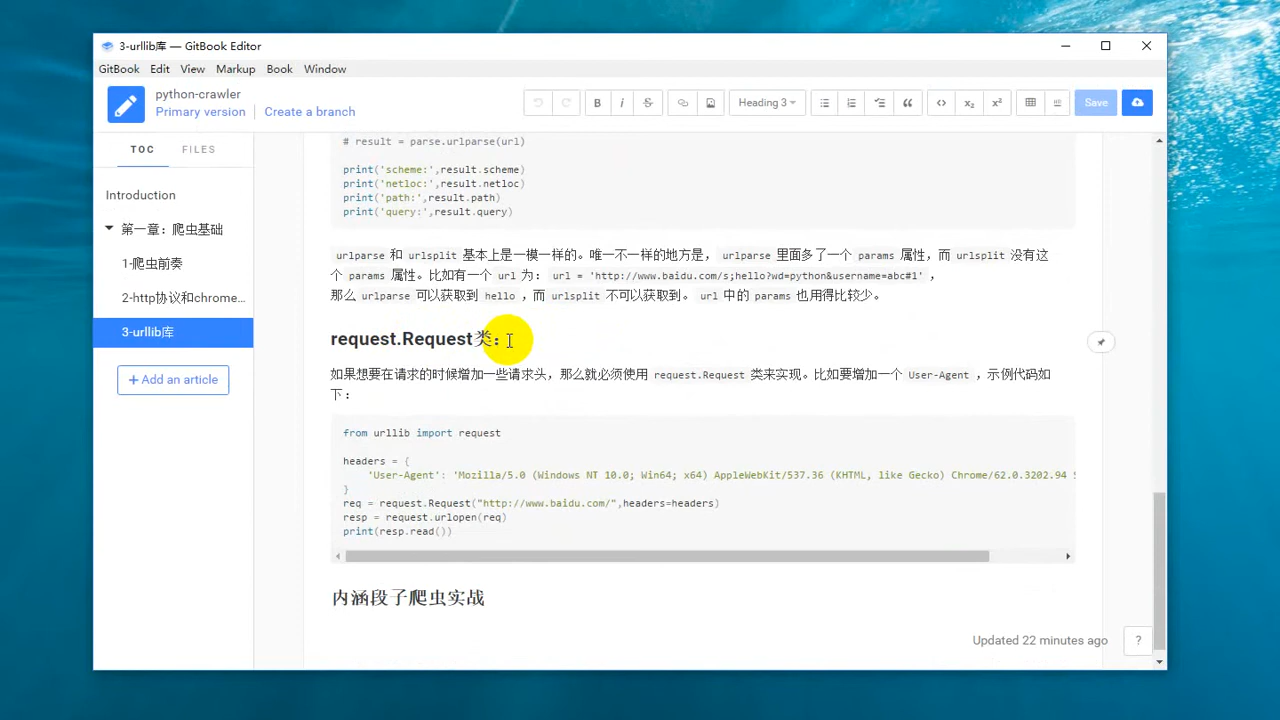 3-urllib库 — GitBook Editor
GitBook Edit View Markup Book Window
python-crawler
Primary version Create a branch
B i S Heading 3 Save
TOC FILES
Introduction
第一章：爬虫基础
1-爬虫前奏
2-http协议和chrome...
3-urllib库
+ Add an article
# result = parse.urlparse(url)
print('scheme:',result.scheme)
print('netloc:',result.netloc)
print('path:',result.path)
print('query:',result.query)
urlparse 和 urlsplit 基本上是一模一样的。唯一不一样的地方是， urlparse 里面多了一个 params 属性，而 urlsplit 没有这
个 params 属性。比如有一个 url 为： url = 'http://www.baidu.com/s;hello?wd=python&username=abc#1' ，
那么 urlparse 可以获取到 hello ，而 urlsplit 不可以获取到。 url 中的 params 也用得比较少。
request.Request类：
如果想要在请求的时候增加一些请求头，那么就必须使用 request.Request 类来实现。比如要增加一个 User-Agent ，示例代码如
下：
from urllib import request
headers = {
'User-Agent': 'Mozilla/5.0 (Windows NT 10.0; Win64; x64) AppleWebKit/537.36 (KHTML, like Gecko) Chrome/62.0.3202.94 S
}
req = request.Request("http://www.baidu.com/",headers=headers)
resp = request.urlopen(req)
print(resp.read())
内涵段子爬虫实战
Updated 22 minutes ago ?